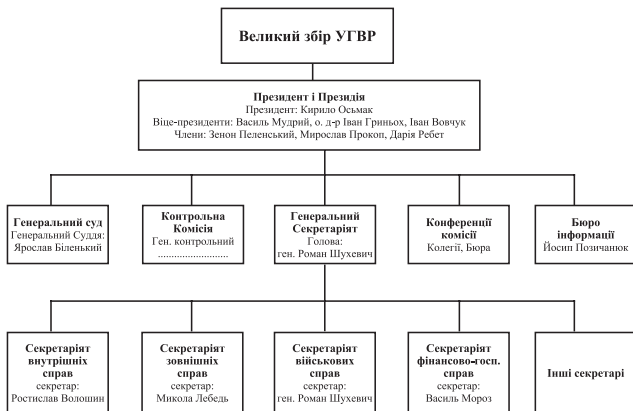 Великий збір УГВР
Президент і Президія
Президент: Кирило Осьмак
Віце-президенти: Василь Мудрий, о. д-р Іван Гриньох, Іван Вовчук
Члени: Зенон Пеленський, Мирослав Прокоп, Дарія Ребет
Генеральний суд
Генеральний Суддя:
Ярослав Біленький
Контрольна
Комісія
Ген. контрольний
..........................
Генеральний
Секретаріят
Голова:
ген. Роман Шухевич
Конференції
комісії
Колегії, Бюра
Бюро
інформації
Йосип Позичанюк
Секретаріят
внутрішніх
справ
секретар:
Ростислав Волошин
Секретаріят
зовнішніх
справ
секретар:
Микола Лебедь
Секретаріят
військових
справ
секретар:
ген. Роман Шухевич
Секретаріят
фінансово-госп.
справ
секретар:
Василь Мороз
Інші секретарі